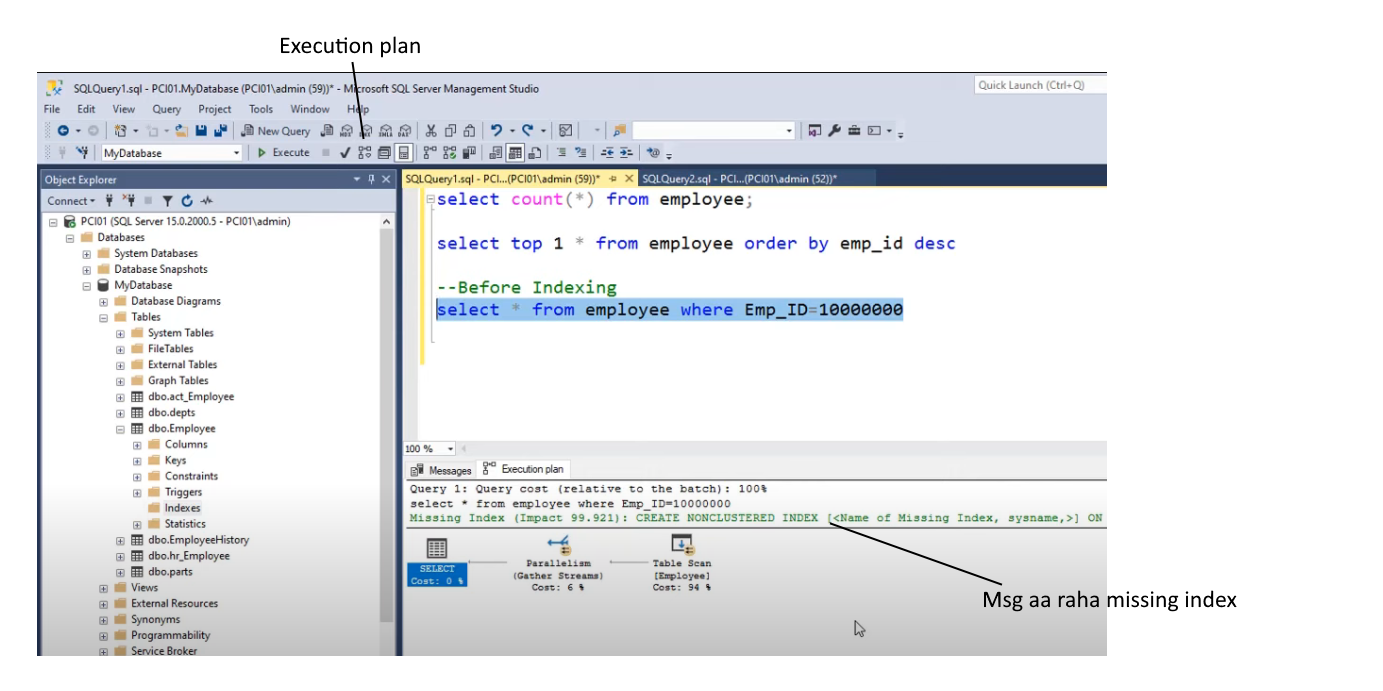 Execution plan
SQLQuery1.sql - PCI01.MyDatabase (PCI01\admin (59))* - Microsoft SQL Server Management Studio
Quick Launch (Ctrl+Q)
File Edit View Query Project Tools Window Help
New Query
MyDatabase Execute
Object Explorer
SQLQuery1.sql - PCI...(PCI01\admin (59))* SQLQuery2.sql - PCI...(PCI01\admin (52))*
Connect
PCI01 (SQL Server 15.0.2000.5 - PCI01\admin)
Databases
System Databases
Database Snapshots
MyDatabase
Database Diagrams
Tables
System Tables
FileTables
External Tables
Graph Tables
dbo.act_Employee
dbo.depts
dbo.Employee
Columns
Keys
Constraints
Triggers
Indexes
Statistics
dbo.EmployeeHistory
dbo.hr_Employee
dbo.parts
Views
External Resources
Synonyms
Programmability
Service Broker
select count(*) from employee;
select top 1 * from employee order by emp_id desc
--Before Indexing
select * from employee where Emp_ID=10000000
100 %
Messages Execution plan
Query 1: Query cost (relative to the batch): 100%
select * from employee where Emp_ID=10000000
Missing Index (Impact 99.921): CREATE NONCLUSTERED INDEX [<Name of Missing Index, sysname,>] ON
SELECT
Cost: 0 %
Parallelism
(Gather Streams)
Cost: 6 %
Table Scan
[Employee]
Cost: 94 %
Msg aa raha missing index